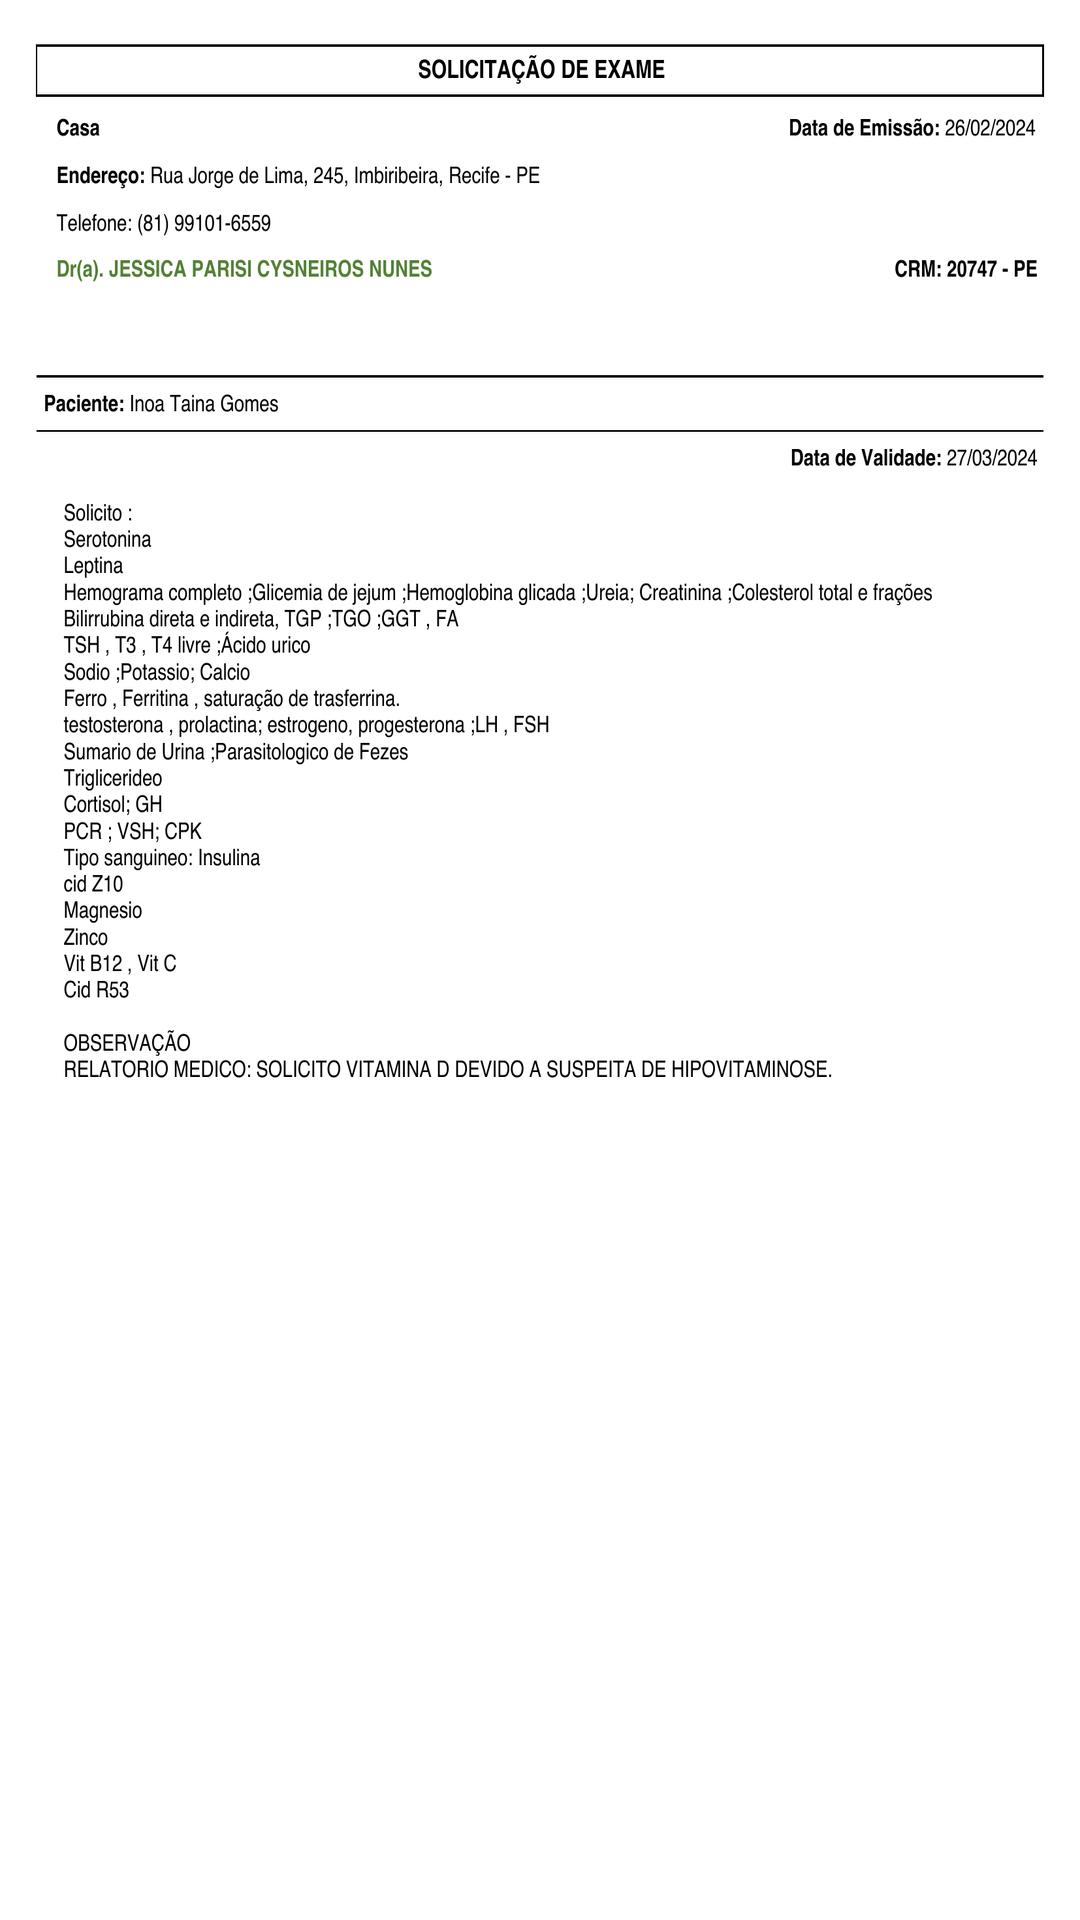 SOLICITAÇÃO DE EXAME
Casa
Data de Emissão: 26/02/2024
Endereço: Rua Jorge de Lima, 245, Imbiribeira, Recife - PE
Telefone: (81) 99101-6559
Dr(a). JESSICA PARISI CYSNEIROS NUNES
CRM: 20747 - PE
Paciente: Inoa Taina Gomes
Data de Validade: 27/03/2024
Solicito :
Serotonina
Leptina
Hemograma completo ;Glicemia de jejum ;Hemoglobina glicada ;Ureia; Creatinina ;Colesterol total e frações
Bilirrubina direta e indireta, TGP ;TGO ;GGT , FA
TSH , T3 , T4 livre ;Ácido urico
Sodio ;Potassio; Calcio
Ferro , Ferritina , saturação de trasferrina.
testosterona , prolactina; estrogeno, progesterona ;LH , FSH
Sumario de Urina ;Parasitologico de Fezes
Triglicerideo
Cortisol; GH
PCR ; VSH; CPK
Tipo sanguineo: Insulina
cid Z10
Magnesio
Zinco
Vit B12 , Vit C
Cid R53
OBSERVAÇÃO
RELATORIO MEDICO: SOLICITO VITAMINA D DEVIDO A SUSPEITA DE HIPOVITAMINOSE.